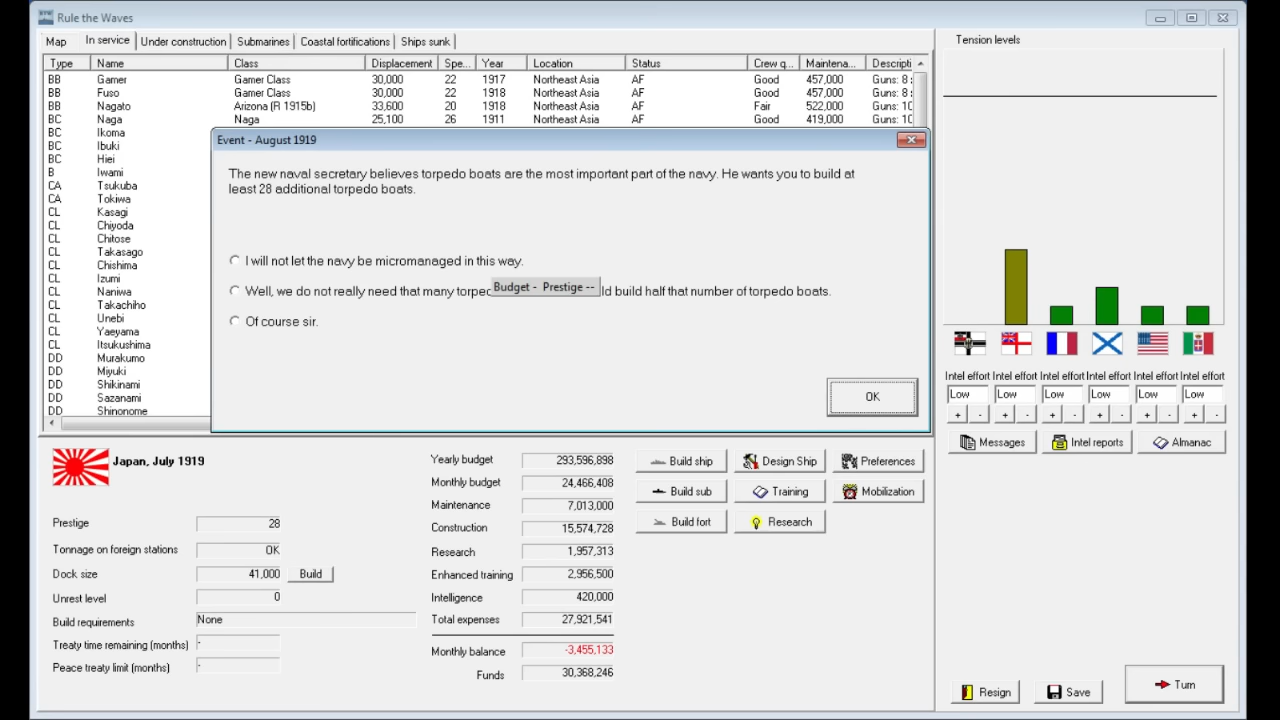 Rule the Waves
Map In service Under construction Submarines Coastal fortifications Ships sunk
Type Name Class Displacement Spe... Year Location Status Crew q... Maintena... Descripti
BB Gamer Gamer Class 30,000 22 1917 Northeast Asia AF Good 457,000 Guns: 8
BB Fuso Gamer Class 30,000 22 1918 Northeast Asia AF Good 457,000 Guns: 8
BB Nagato Arizona (R 1915b) 33,600 20 1918 Northeast Asia AF Fair 522,000 Guns: 10
BC Naga Naga 25,100 26 1911 Northeast Asia AF Good 419,000 Guns: 10
BC Ikoma
BC Ibuki
BC Hiei
B Iwami
CA Tsukuba
CA Tokiwa
CL Kasagi
CL Chiyoda
CL Chitose
CL Takasago
CL Chishima
CL Izumi
CL Naniwa
CL Takachiho
CL Unebi
CL Yaeyama
CL Itsukushima
DD Murakumo
DD Miyuki
DD Shikinami
DD Sazanami
DD Shinonome
Event - August 1919
The new naval secretary believes torpedo boats are the most important part of the navy. He wants you to build at
least 28 additional torpedo boats.
I will not let the navy be micromanaged in this way.
Well, we do not really need that many torpec Budget - Prestige -- ld build half that number of torpedo boats.
Of course sir.
OK
Tension levels
Intel effort Intel effort Intel effort Intel effort Intel effort Intel effort
Low Low Low Low Low Low
+ - + - + - + - + - + -
Messages Intel reports Almanac
Japan, July 1919
Prestige 28
Tonnage on foreign stations OK
Dock size 41,000 Build
Unrest level 0
Build requirements None
Treaty time remaining (months) -
Peace treaty limit (months) -
Yearly budget 293,596,898
Monthly budget 24,466,408
Maintenance 7,013,000
Construction 15,574,728
Research 1,957,313
Enhanced training 2,956,500
Intelligence 420,000
Total expenses 27,921,541
Monthly balance -3,455,133
Funds 30,368,246
Build ship Design Ship Preferences
Build sub Training Mobilization
Build fort Research
Resign Save Turn